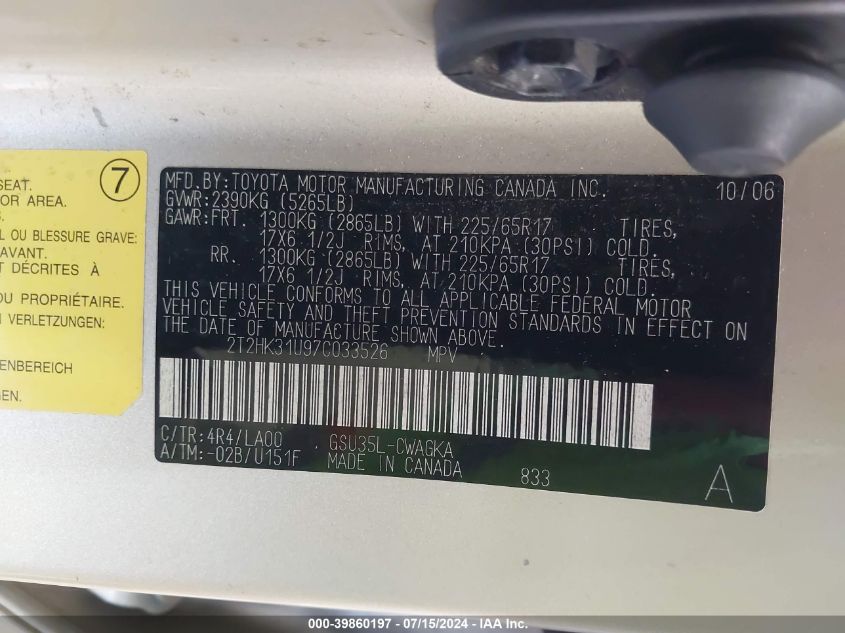 7
SEAT.
OR AREA.
S.
L OU BLESSURE GRAVE:
AVANT.
T DÉCRITES À
U PROPRIÉTAIRE.
N VERLETZUNGEN:
ENBEREICH
EN.
MFD.BY:TOYOTA MOTOR MANUFACTURING CANADA INC. 10/06
GVWR:2390KG (5265LB)
GAWR:FRT. 1300KG (2865LB) WITH 225/65R17 TIRES,
17X6 1/2J RIMS, AT 210KPA (30PSI) COLD.
RR. 1300KG (2865LB) WITH 225/65R17 TIRES,
17X6 1/2J RIMS, AT 210KPA (30PSI) COLD.
THIS VEHICLE CONFORMS TO ALL APPLICABLE FEDERAL MOTOR
VEHICLE SAFETY AND THEFT PREVENTION STANDARDS IN EFFECT ON
THE DATE OF MANUFACTURE SHOWN ABOVE.
2T2HK31U97C033526 MPV
C/TR:4R4/LA00 GSU35L-CWAGKA
A/TM:-02B/U151F MADE IN CANADA
833
A
000-39860197 - 07/15/2024 - IAA Inc.